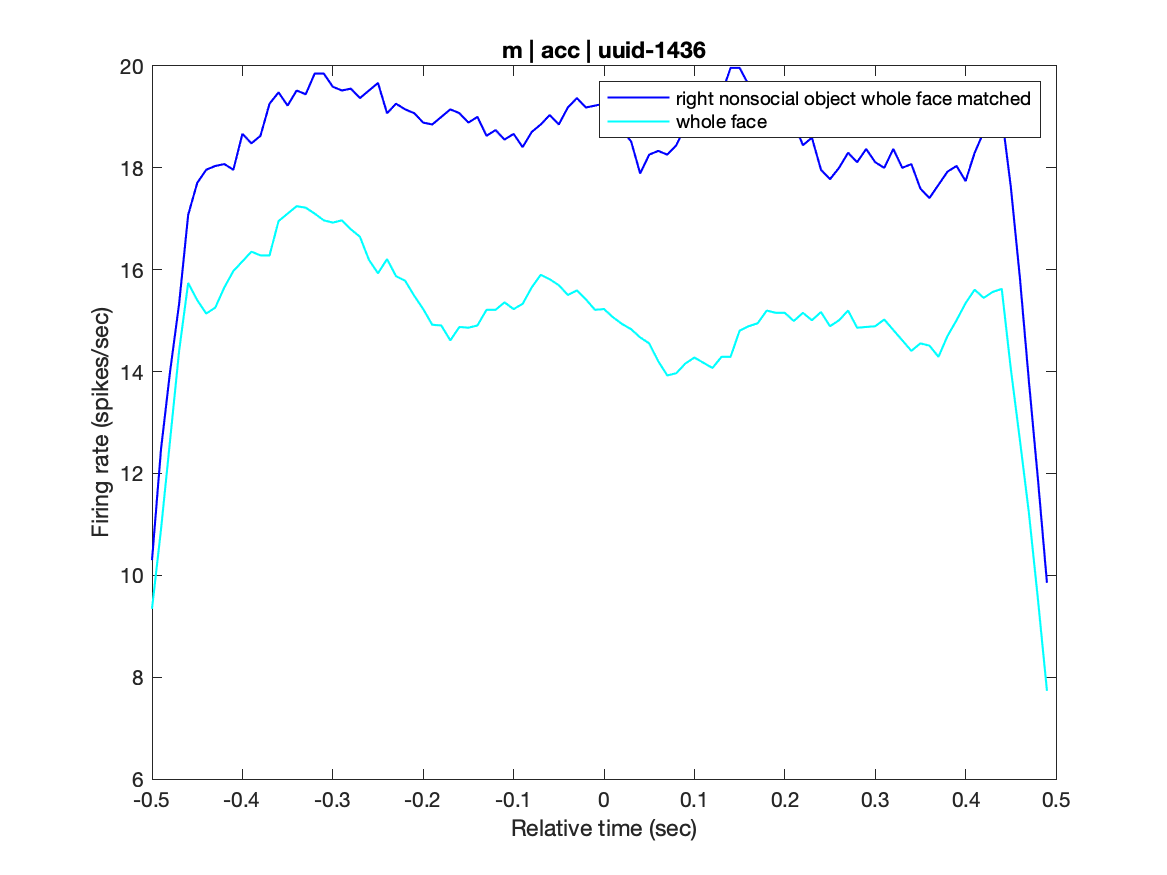 m | acc | uuid-1436
20
18
16
14
12
10
8
6
Firing rate (spikes/sec)
right nonsocial object whole face matched
whole face
-0.5 -0.4 -0.3 -0.2 -0.1 0 0.1 0.2 0.3 0.4 0.5
Relative time (sec)